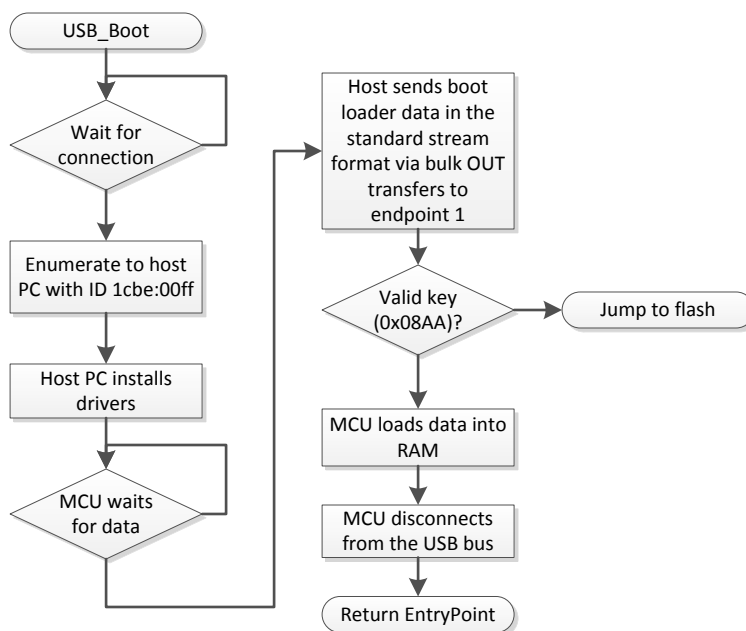 USB_Boot
Wait for
connection
Enumerate to host
PC with ID 1cbe:00ff
Host PC installs
drivers
MCU waits
for data
Host sends boot
loader data in the
standard stream
format via bulk OUT
transfers to
endpoint 1
Valid key
(0x08AA)?
Jump to flash
MCU loads data into
RAM
MCU disconnects
from the USB bus
Return EntryPoint